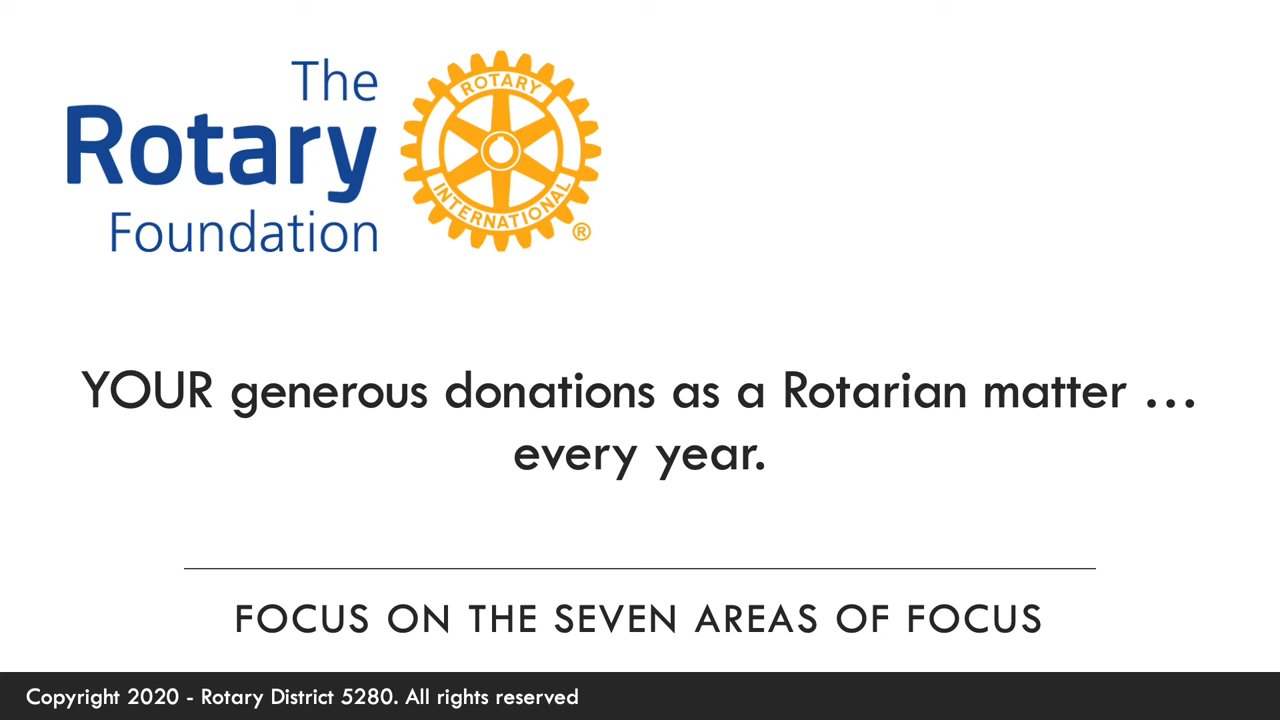 The
Rotary
Foundation
ROTARY
INTERNATIONAL
®
YOUR generous donations as a Rotarian matter …
every year.
FOCUS ON THE SEVEN AREAS OF FOCUS
Copyright 2020 - Rotary District 5280. All rights reserved